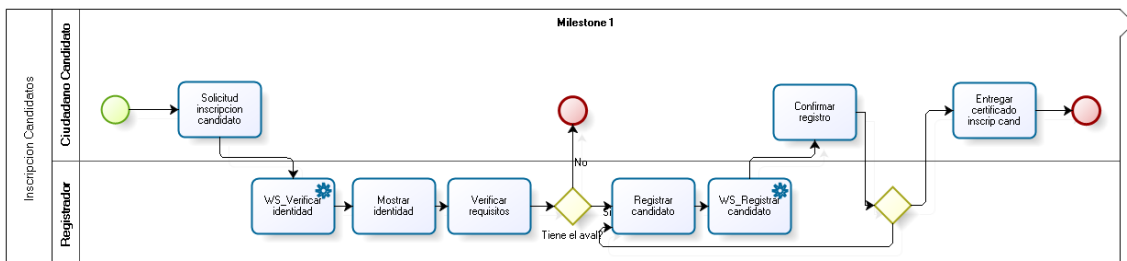 Milestone 1
Inscripcion Candidatos
Ciudadano Candidato
Solicitud
inscripcion
candidato
Confirmar
registro
Entregar
certificado
inscrip cand
No
Registrador
WS_Verificar
identidad
Mostrar
identidad
Verificar
requisitos
Tiene el aval?
Si
Registrar
candidato
WS_Registrar
candidato